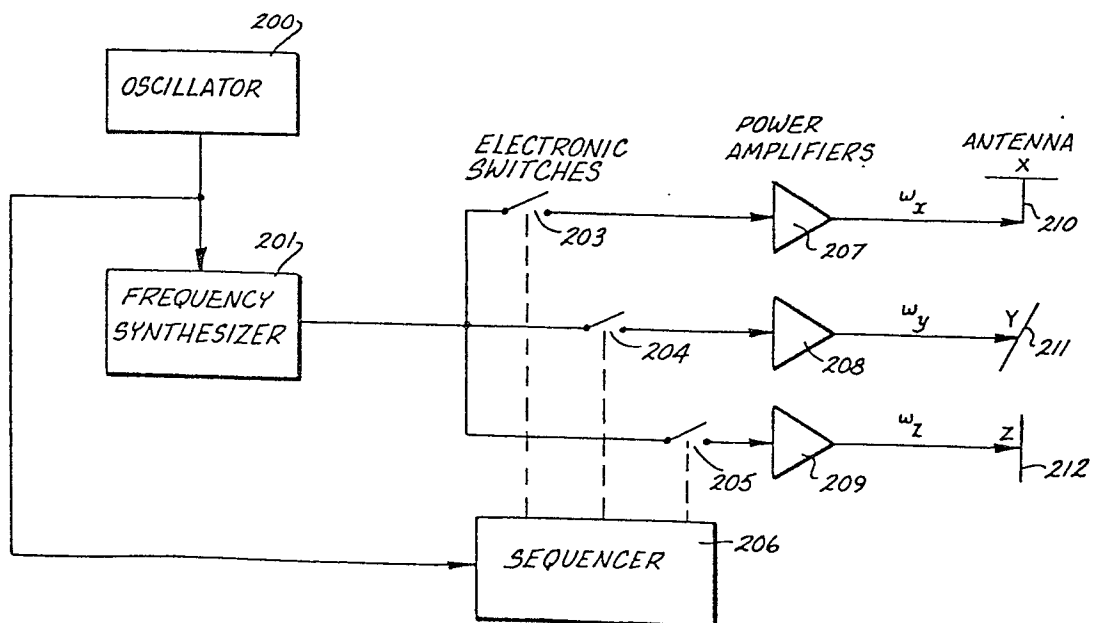 200
OSCILLATOR
201
FREQUENCY
SYNTHESIZER
ELECTRONIC
SWITCHES
203
204
205
POWER
AMPLIFIERS
207
208
209
ωx
ωy
ωz
ANTENNA
X
210
Y
211
Z
212
SEQUENCER
206